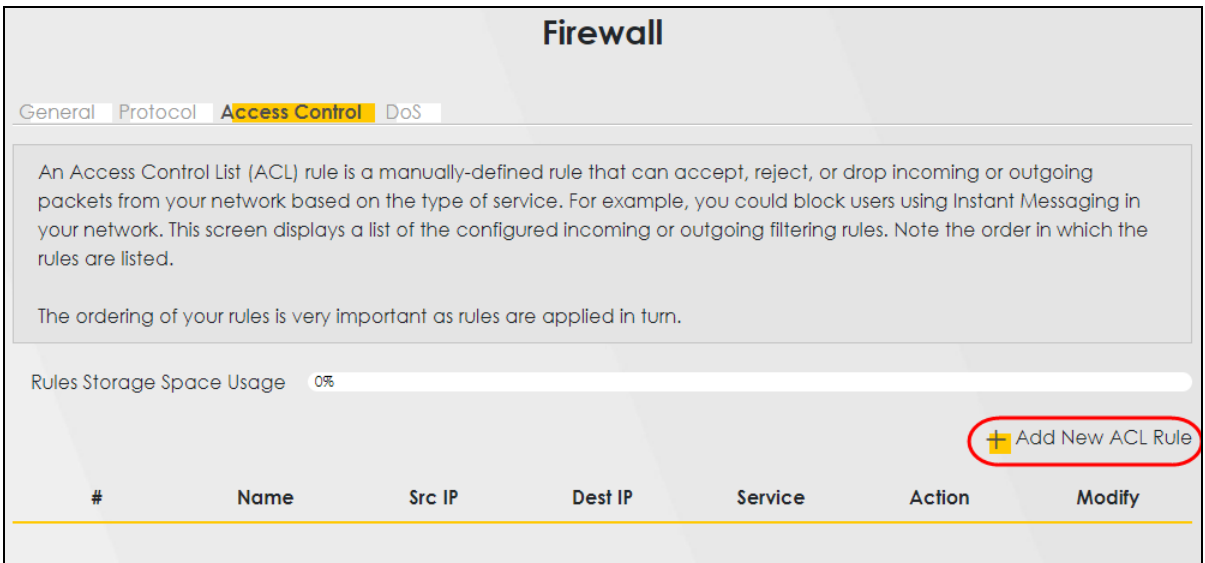 Firewall
General Protocol Access Control DoS
An Access Control List (ACL) rule is a manually-defined rule that can accept, reject, or drop incoming or outgoing
packets from your network based on the type of service. For example, you could block users using Instant Messaging in
your network. This screen displays a list of the configured incoming or outgoing filtering rules. Note the order in which the
rules are listed.
The ordering of your rules is very important as rules are applied in turn.
Rules Storage Space Usage 0%
+ Add New ACL Rule
# Name Src IP Dest IP Service Action Modify